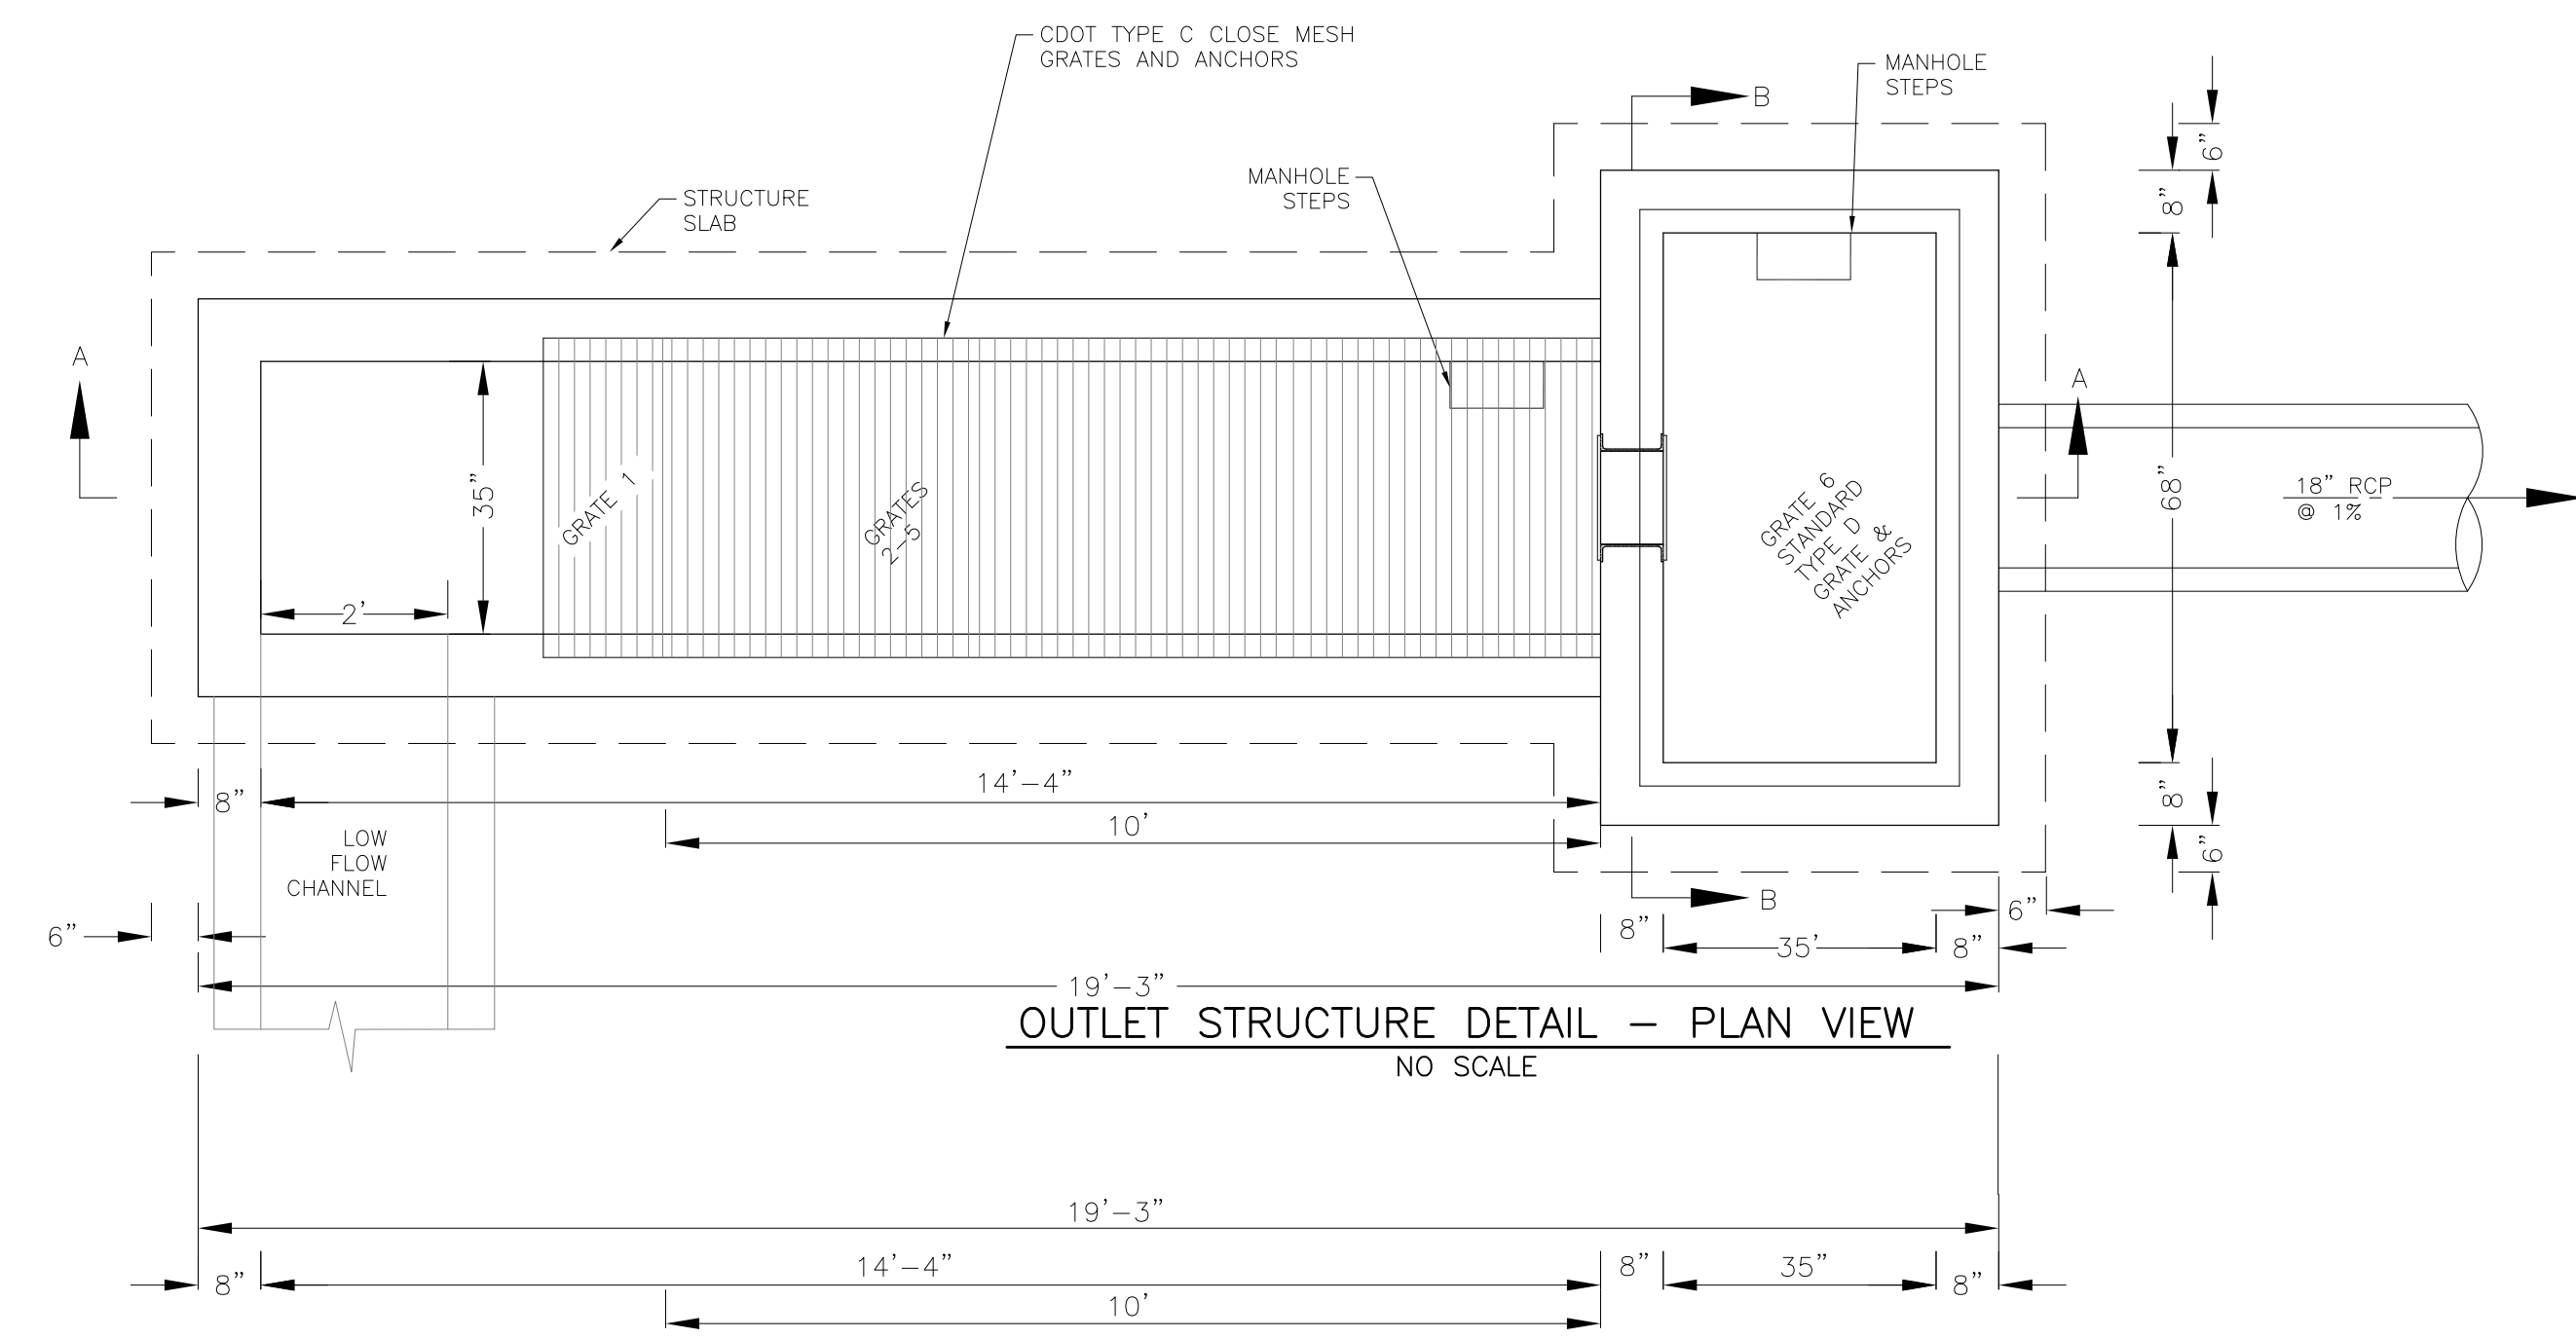 CDOT TYPE C CLOSE MESH
GRATES AND ANCHORS
MANHOLE
STEPS
B
6"
8"
MANHOLE
STEPS
STRUCTURE
SLAB
A
A
35"
GRATE 1
GRATES
2-5
GRATE 6
STANDARD
TYPE D
GRATE &
ANCHORS
68"
18" RCP
@ 1%
2'
14'-4"
8"
10'
8"
6"
LOW
FLOW
CHANNEL
B
6"
6"
8"
35'
8"
19'-3"
OUTLET STRUCTURE DETAIL – PLAN VIEW
NO SCALE
19'-3"
8"
14'-4"
8"
35"
8"
10'